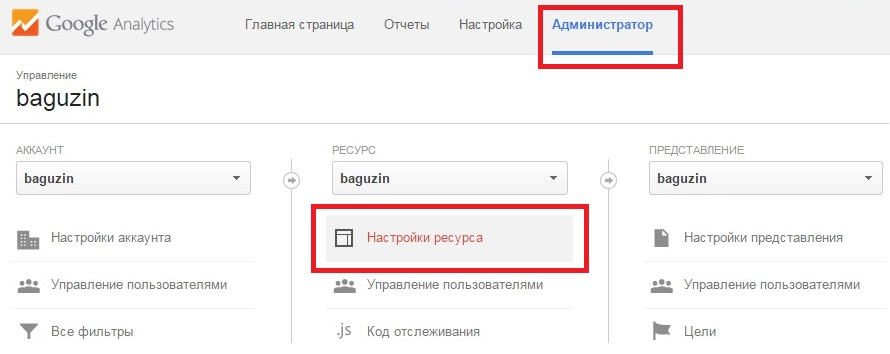 Google Analytics Главная страница Отчеты Настройка Администратор
Управление
baguzin
АККАУНТ РЕСУРС ПРЕДСТАВЛЕНИЕ
baguzin baguzin baguzin
Настройки аккаунта Настройки ресурса Настройки представления
Управление пользователями Управление пользователями Управление пользователями
Все фильтры .js Код отслеживания Цели